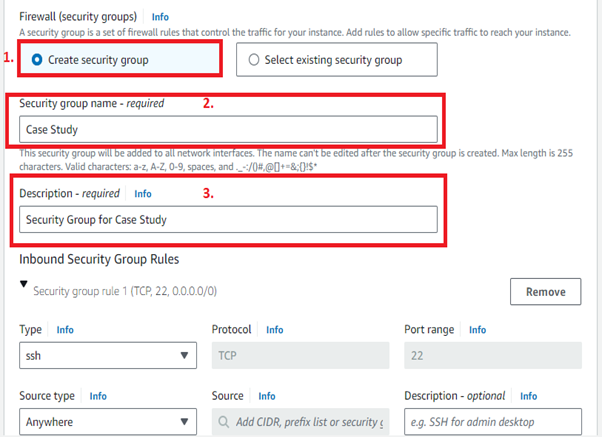 Firewall (security groups) Info
A security group is a set of firewall rules that control the traffic for your instance. Add rules to allow specific traffic to reach your instance.
1. Create security group Select existing security group
Security group name - required 2.
Case Study
This security group will be added to all network interfaces. The name can't be edited after the security group is created. Max length is 255
characters. Valid characters: a-z, A-Z, 0-9, spaces, and ._-:/()#,@[]+=&;{}!$*
Description - required Info 3.
Security Group for Case Study
Inbound Security Group Rules
Security group rule 1 (TCP, 22, 0.0.0.0/0) Remove
Type Info Protocol Info Port range Info
ssh TCP 22
Source type Info Source Info Description - optional Info
Anywhere Add CIDR, prefix list or security g e.g. SSH for admin desktop